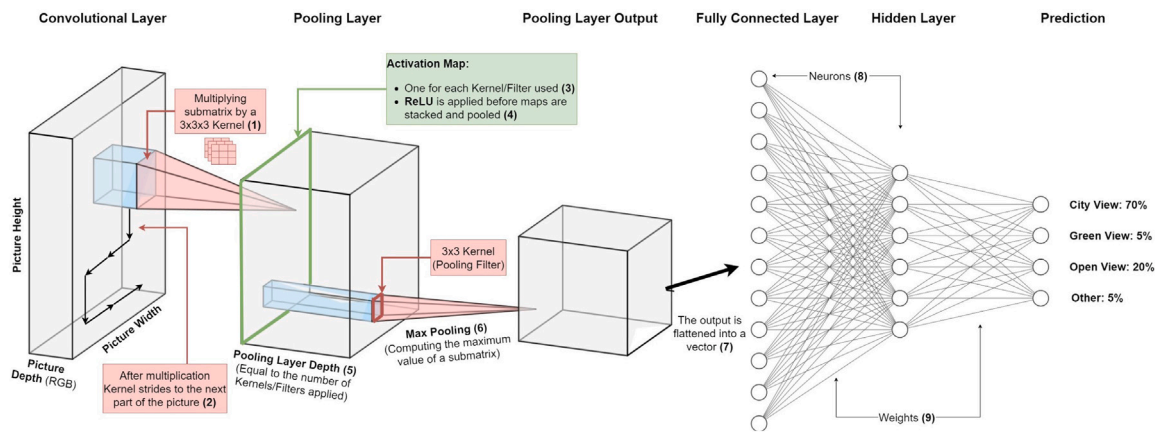 Convolutional Layer
Pooling Layer
Pooling Layer Output
Fully Connected Layer
Hidden Layer
Prediction
Multiplying
submatrix by a
3x3x3 Kernel (1)
Activation Map:
• One for each Kernel/Filter used (3)
• ReLU is applied before maps are
stacked and pooled (4)
Neurons (8)
Picture Height
Picture Width
Picture
Depth (RGB)
After multiplication
Kernel strides to the next
part of the picture (2)
3x3 Kernel
(Pooling Filter)
Pooling Layer Depth (5)
(Equal to the number of
Kernels/Filters applied)
Max Pooling (6)
(Computing the maximum
value of a submatrix)
The output is
flattened into a
vector (7)
City View: 70%
Green View: 5%
Open View: 20%
Other: 5%
Weights (9)